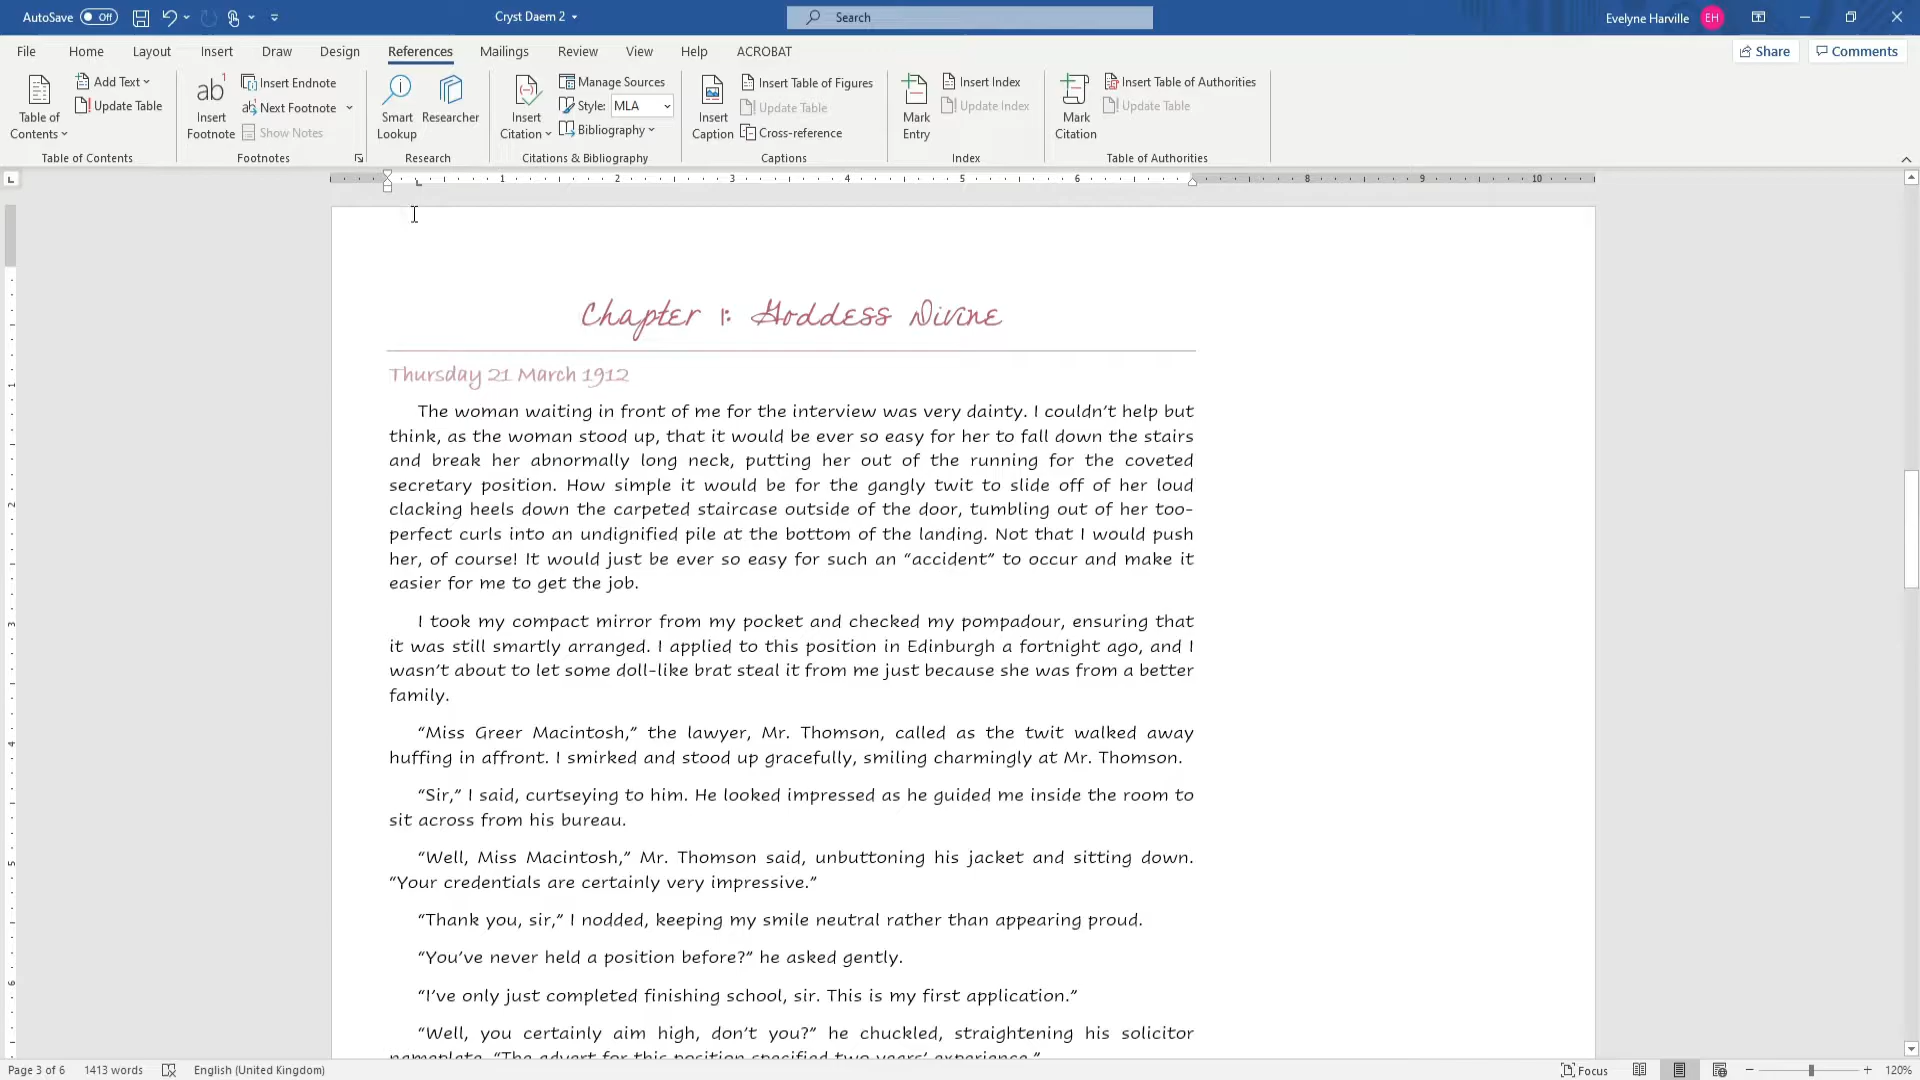 AutoSave Off Cryst Daem 2 Search Evelyne Harville EH
File Home Layout Insert Draw Design References Mailings Review View Help ACROBAT Share Comments
Table of Contents
Add Text
Update Table
Table of Contents
ab 1
Insert Footnote
Insert Endnote
Next Footnote
Show Notes
Footnotes
Smart Lookup
Researcher
Research
Insert Citation
Manage Sources
Style: MLA
Bibliography
Citations & Bibliography
Insert Caption
Insert Table of Figures
Update Table
Cross-reference
Captions
Mark Entry
Insert Index
Update Index
Index
Mark Citation
Insert Table of Authorities
Update Table
Table of Authorities
1 2 3 4 5 6 8 9 10
1
2
3
4
5
6
Chapter 1: Goddess Divine
Thursday 21 March 1912
The woman waiting in front of me for the interview was very dainty. I couldn’t help but
think, as the woman stood up, that it would be ever so easy for her to fall down the stairs
and break her abnormally long neck, putting her out of the running for the coveted
secretary position. How simple it would be for the gangly twit to slide off of her loud
clacking heels down the carpeted staircase outside of the door, tumbling out of her too-
perfect curls into an undignified pile at the bottom of the landing. Not that I would push
her, of course! It would just be ever so easy for such an “accident” to occur and make it
easier for me to get the job.
I took my compact mirror from my pocket and checked my pompadour, ensuring that
it was still smartly arranged. I applied to this position in Edinburgh a fortnight ago, and I
wasn’t about to let some doll-like brat steal it from me just because she was from a better
family.
“Miss Greer Macintosh,” the lawyer, Mr. Thomson, called as the twit walked away
huffing in affront. I smirked and stood up gracefully, smiling charmingly at Mr. Thomson.
“Sir,” I said, curtseying to him. He looked impressed as he guided me inside the room to
sit across from his bureau.
“Well, Miss Macintosh,” Mr. Thomson said, unbuttoning his jacket and sitting down.
“Your credentials are certainly very impressive.”
“Thank you, sir,” I nodded, keeping my smile neutral rather than appearing proud.
“You’ve never held a position before?” he asked gently.
“I’ve only just completed finishing school, sir. This is my first application.”
“Well, you certainly aim high, don’t you?” he chuckled, straightening his solicitor
nameplate. “The advert for this position specified two years’ experience.”
Page 3 of 6 1413 words English (United Kingdom) Focus 120%